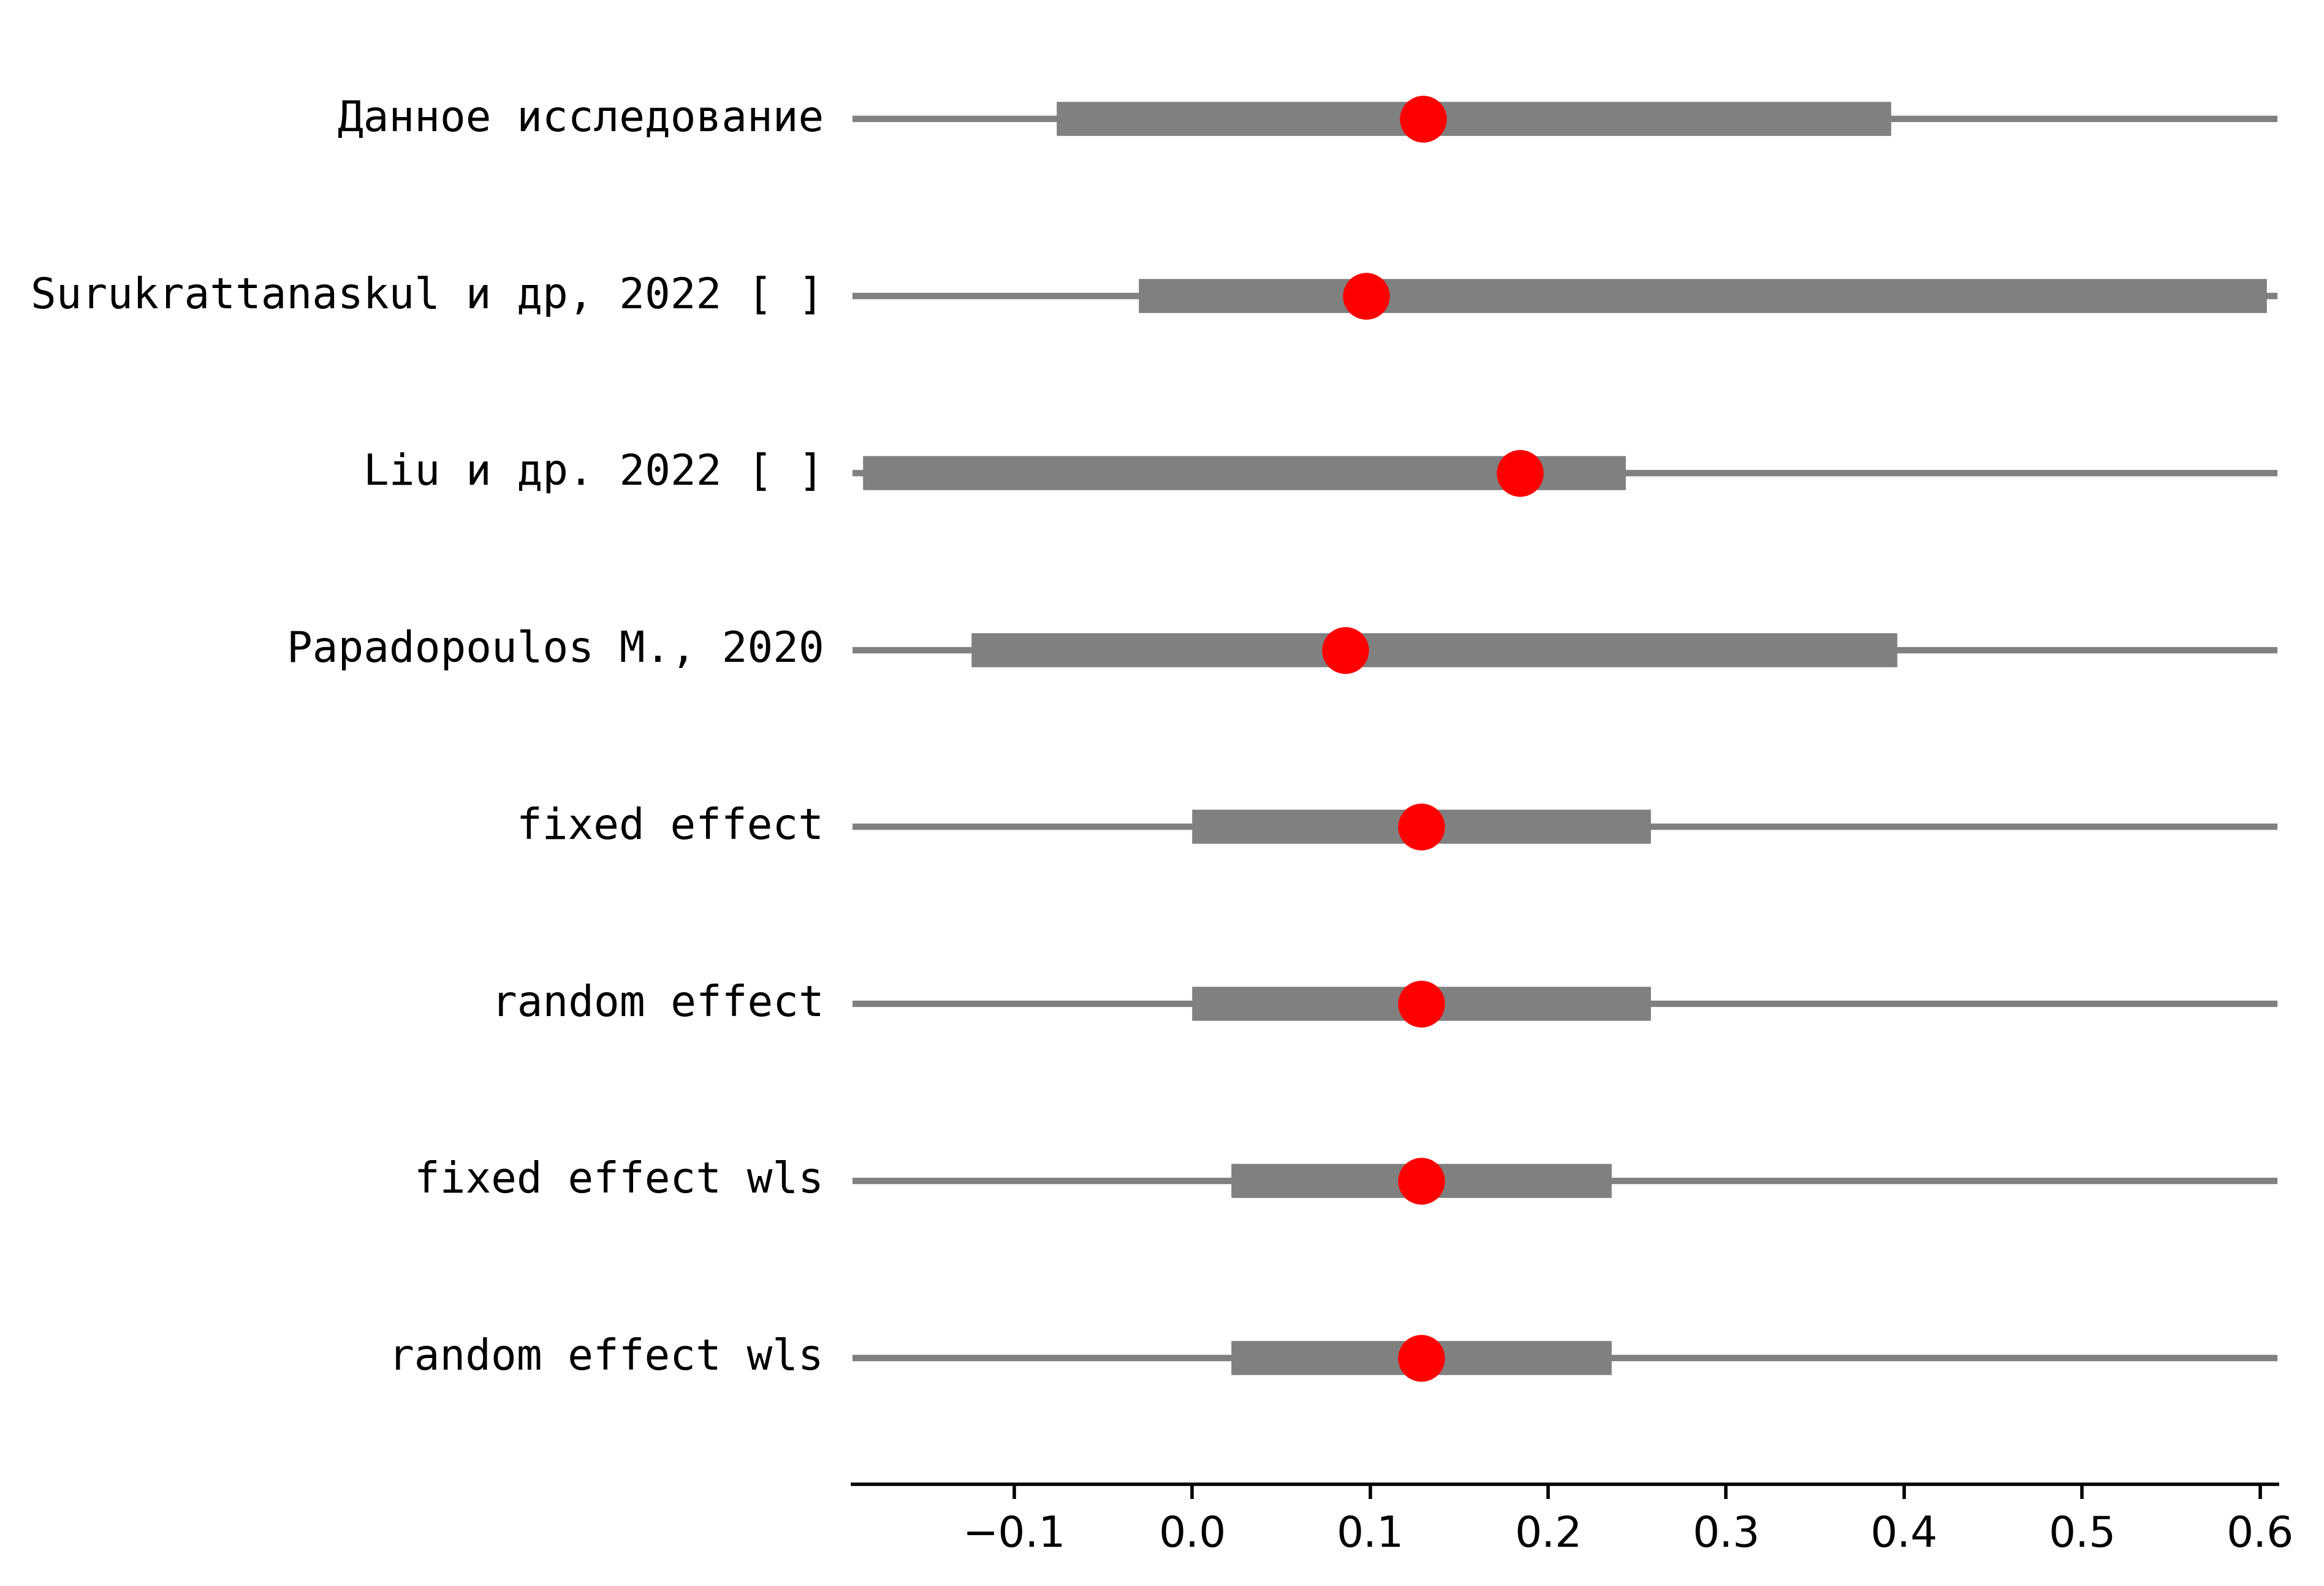 Данное исследование
Surukrattanaskul и др, 2022 [ ]
Liu и др. 2022 [ ]
Papadopoulos M., 2020
fixed effect
random effect
fixed effect wls
random effect wls
−0.1 0.0 0.1 0.2 0.3 0.4 0.5 0.6